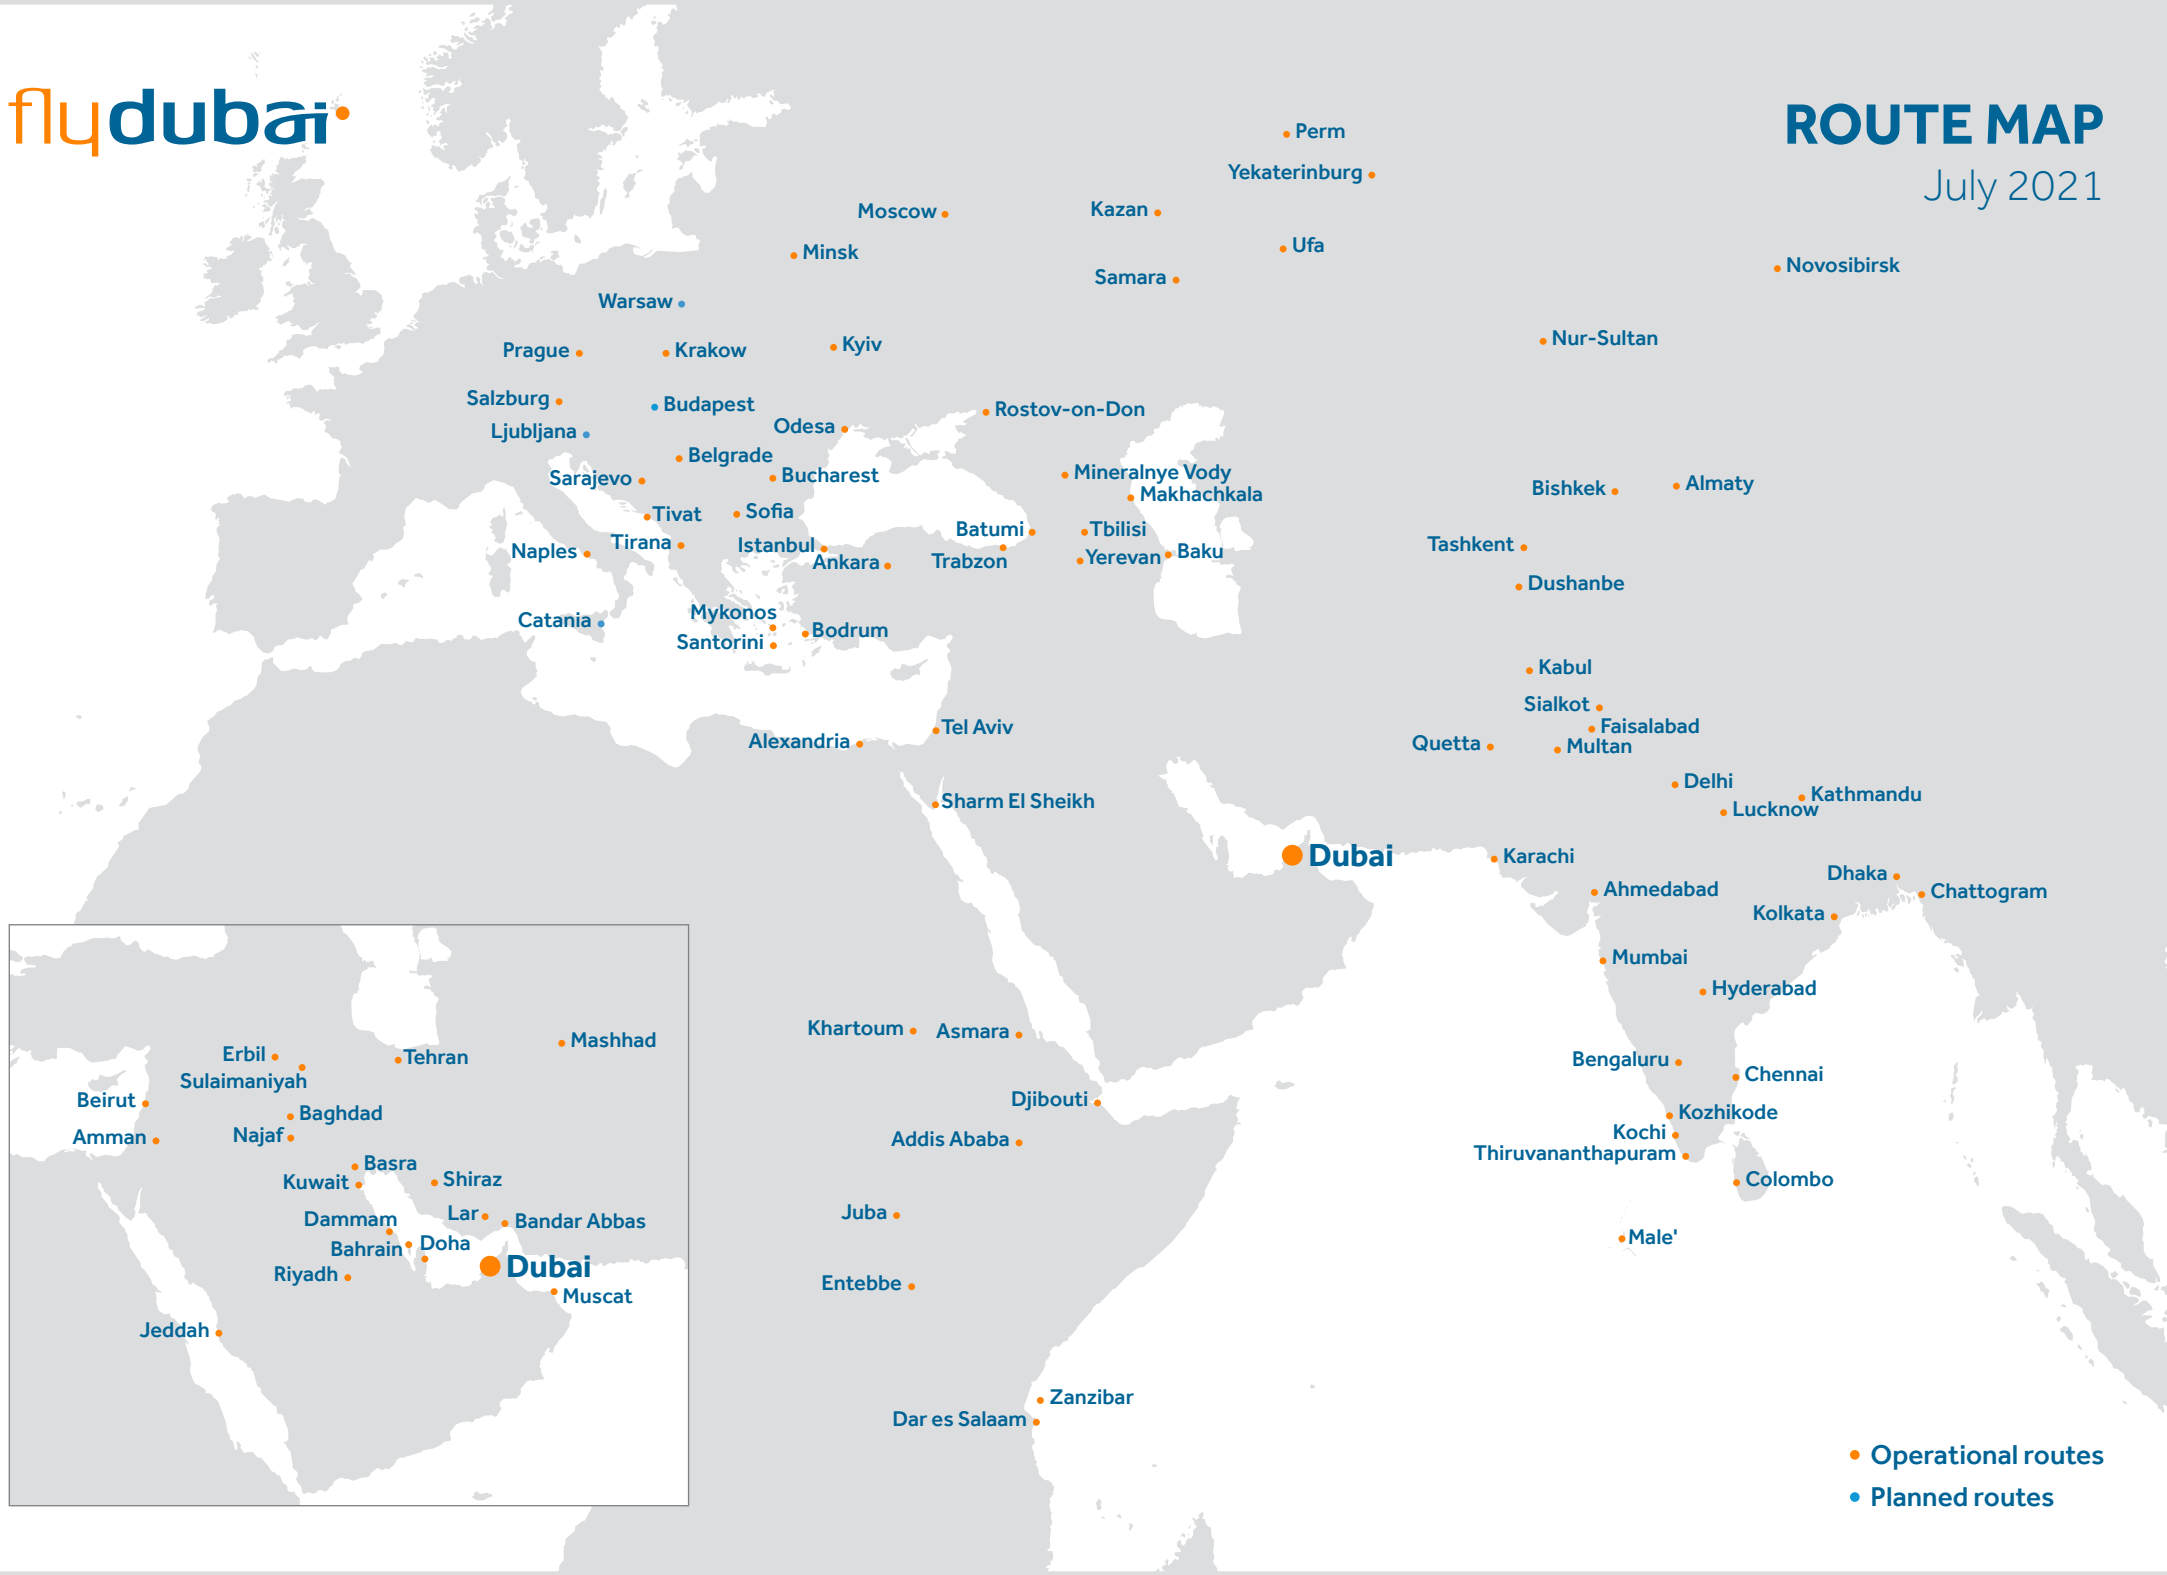 flydubai
ROUTE MAP
July 2021
Perm
Yekaterinburg
Moscow
Kazan
Minsk
Ufa
Novosibirsk
Samara
Warsaw
Nur-Sultan
Prague
Krakow
Kyiv
Salzburg
Budapest
Rostov-on-Don
Ljubljana
Odesa
Belgrade
Sarajevo
Bucharest
Mineralnye Vody
Makhachkala
Bishkek
Almaty
Tivat
Sofia
Batumi
Tbilisi
Tirana
Istanbul
Naples
Ankara
Trabzon
Yerevan
Baku
Tashkent
Dushanbe
Catania
Mykonos
Bodrum
Santorini
Kabul
Sialkot
Faisalabad
Tel Aviv
Alexandria
Quetta
Multan
Delhi
Kathmandu
Sharm El Sheikh
Lucknow
Dubai
Karachi
Dhaka
Ahmedabad
Chattogram
Kolkata
Mumbai
Hyderabad
Khartoum
Asmara
Bengaluru
Chennai
Djibouti
Kozhikode
Kochi
Addis Ababa
Thiruvananthapuram
Colombo
Juba
Male'
Entebbe
Zanzibar
Dar es Salaam
Mashhad
Erbil
Tehran
Sulaimaniyah
Beirut
Baghdad
Amman
Najaf
Basra
Kuwait
Shiraz
Dammam
Lar
Bandar Abbas
Bahrain
Doha
Dubai
Riyadh
Muscat
Jeddah
Operational routes
Planned routes